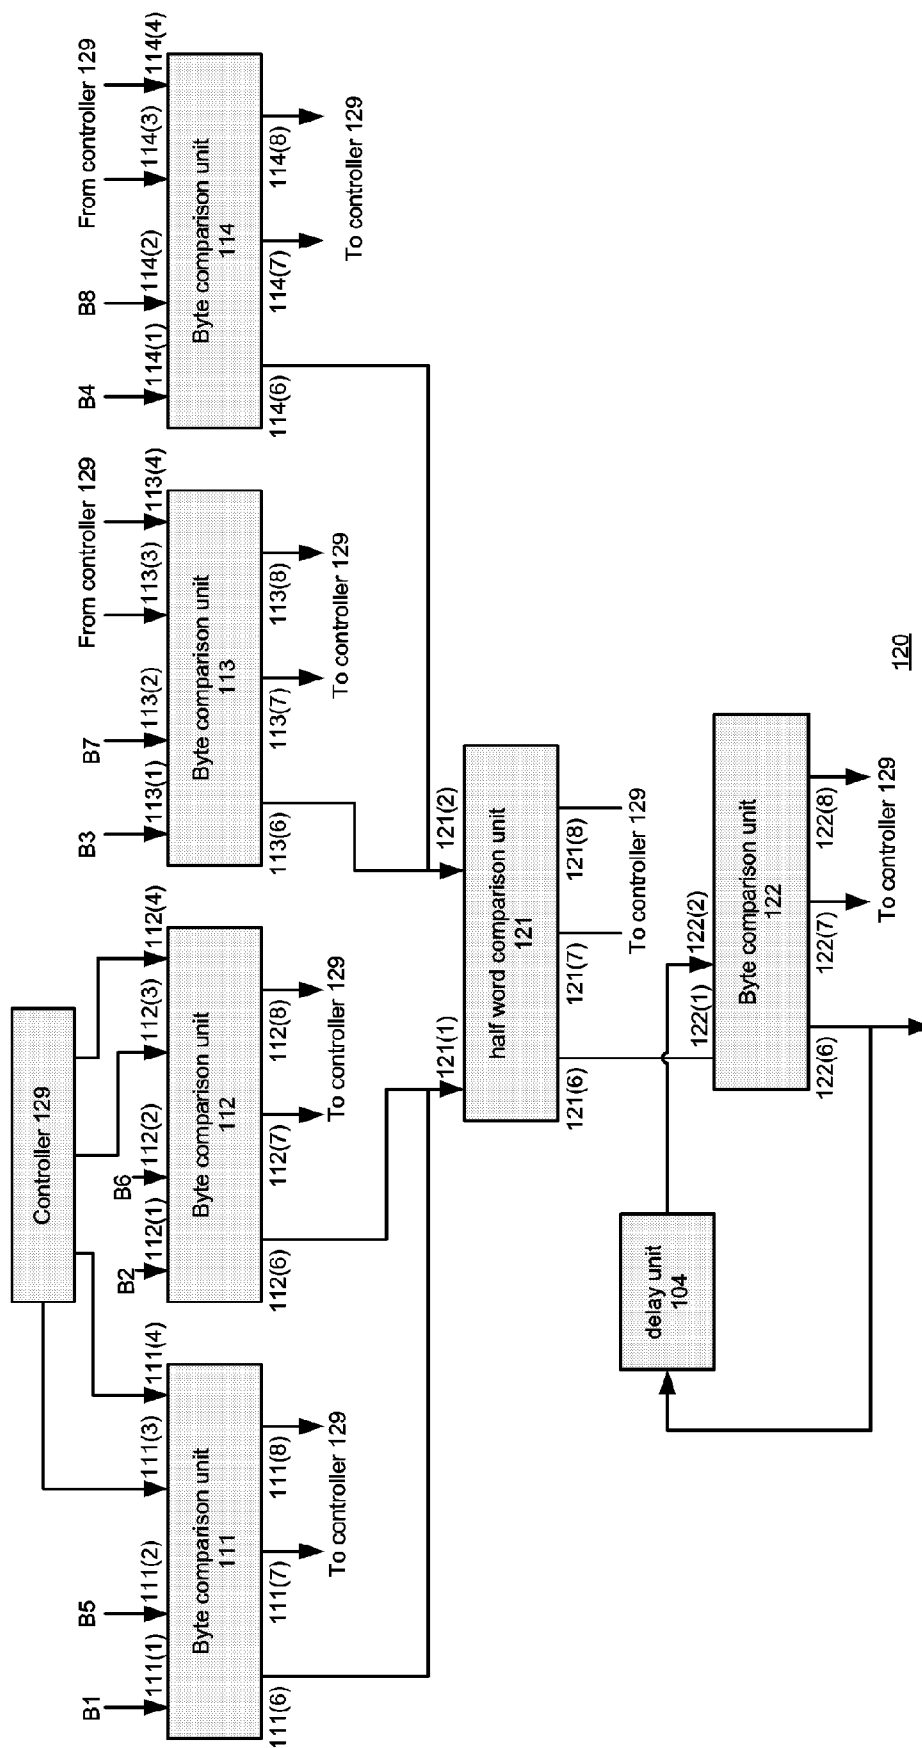 Controller 129
From controller 129
From controller 129
B1
B5
B2
B6
B3
B7
B4
B8
111(1)
111(2)
111(3)
111(4)
112(1)
112(2)
112(3)
112(4)
113(1)
113(2)
113(3)
113(4)
114(1)
114(2)
114(3)
114(4)
Byte comparison unit
111
Byte comparison unit
112
Byte comparison unit
113
Byte comparison unit
114
111(6)
111(7)
111(8)
112(6)
112(7)
112(8)
113(6)
113(7)
113(8)
114(6)
114(7)
114(8)
To controller 129
To controller 129
To controller 129
To controller 129
121(1)
121(2)
half word comparison unit
121
121(6)
121(7)
121(8)
To controller 129
delay unit
104
122(1)
122(2)
Byte comparison unit
122
122(6)
122(7)
122(8)
To controller 129
120